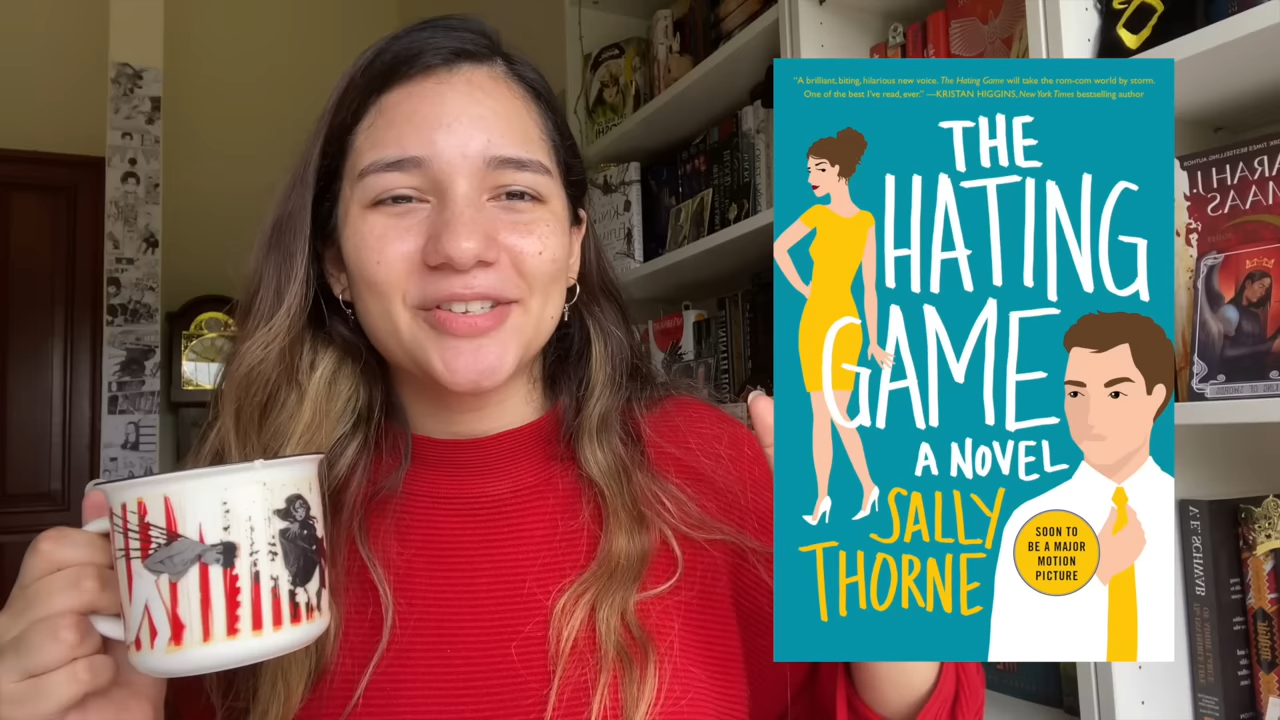 "A brilliant, biting, hilarious new voice. The Hating Game will take the rom-com world by storm.
One of the best I've read, ever." —KRISTAN HIGGINS, New York Times bestselling author
THE
HATING
GAME
A NOVEL
SALLY
THORNE
SOON TO
BE A MAJOR
MOTION
PICTURE
SARAH J.
MAAS
V. E. SCHWAB